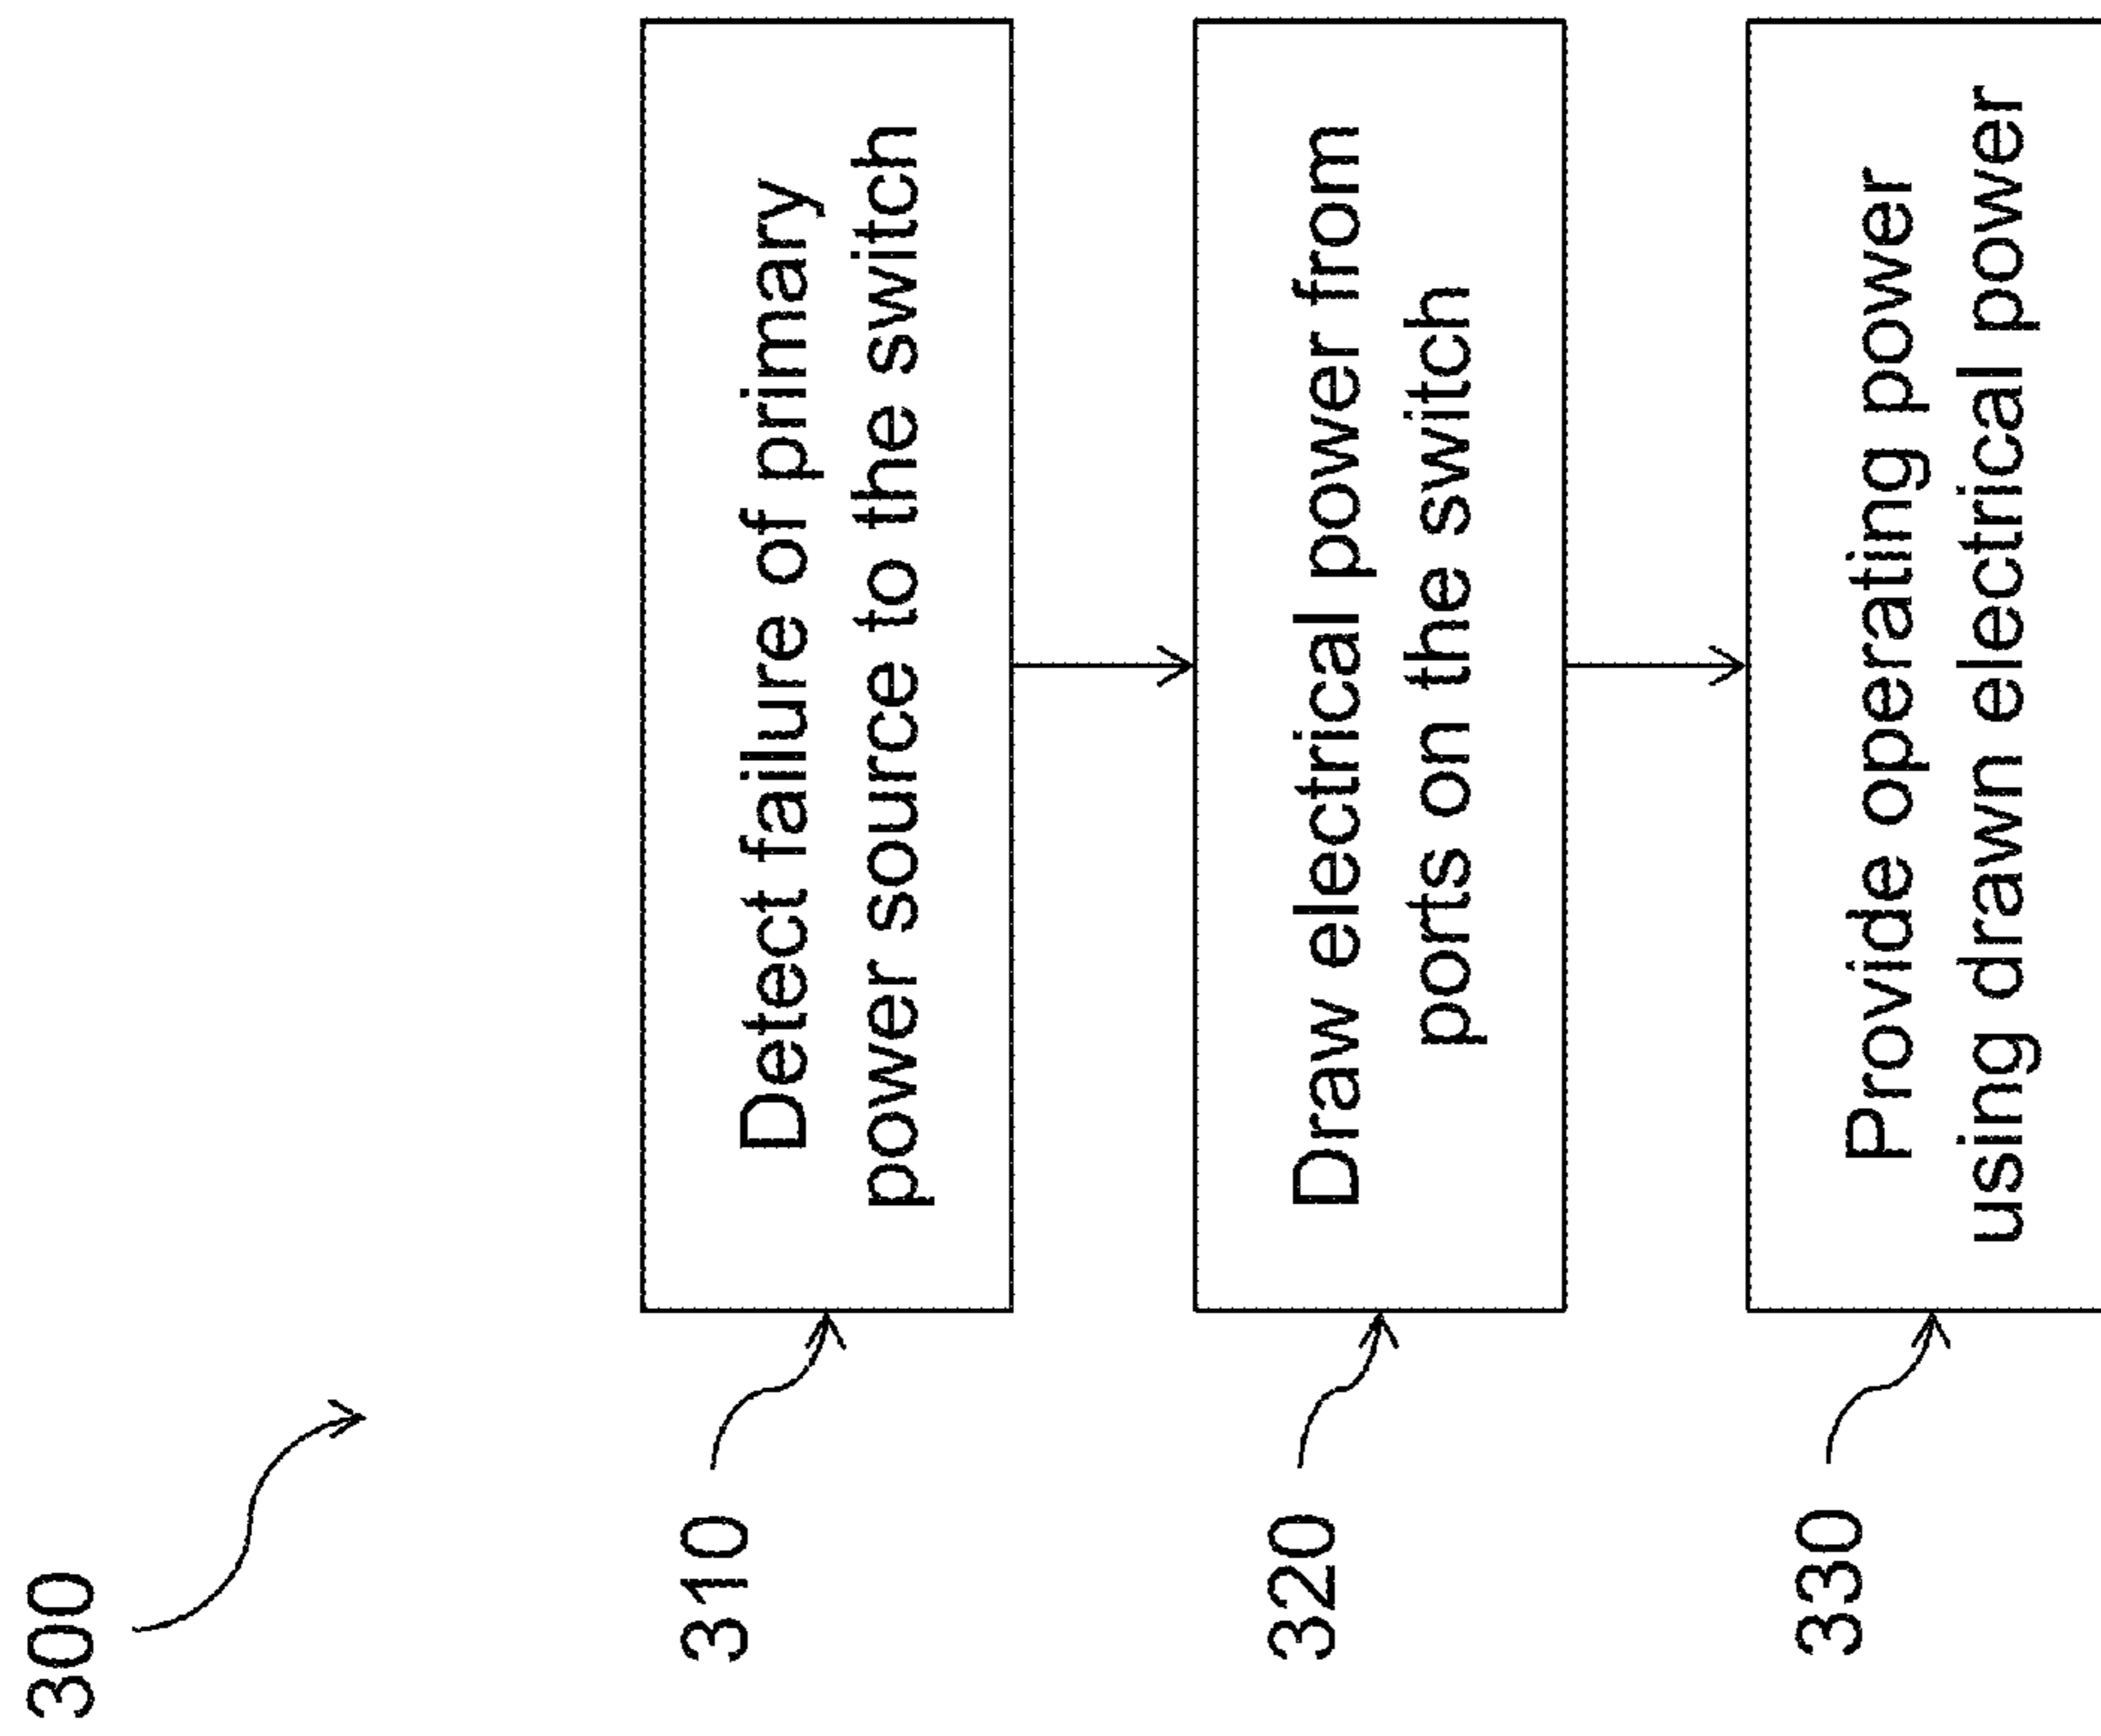 300
310
Detect failure of primary
power source to the switch
320
Draw electrical power from
ports on the switch
330
Provide operating power
using drawn electrical power